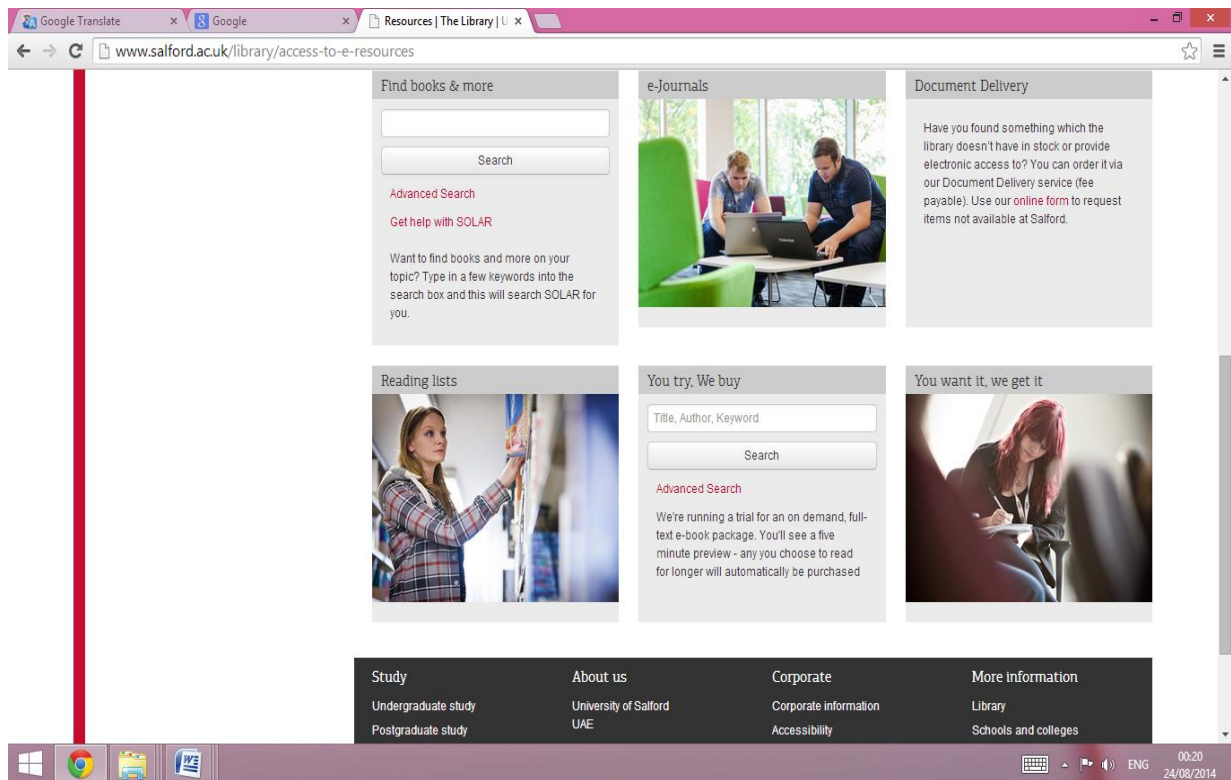 Google Translate
Google
Resources | The Library | U
www.salford.ac.uk/library/access-to-e-resources
Find books & more
Search
Advanced Search
Get help with SOLAR
Want to find books and more on your
topic? Type in a few keywords into the
search box and this will search SOLAR for
you.
e-Journals
TOSHIBA
Document Delivery
Have you found something which the
library doesn't have in stock or provide
electronic access to? You can order it via
our Document Delivery service (fee
payable). Use our online form to request
items not available at Salford.
Reading lists
You try, We buy
Title, Author, Keyword
Search
Advanced Search
We're running a trial for an on demand, full-
text e-book package. You'll see a five
minute preview - any you choose to read
for longer will automatically be purchased
You want it, we get it
Study
Undergraduate study
Postgraduate study
About us
University of Salford
UAE
Corporate
Corporate information
Accessibility
More information
Library
Schools and colleges
ENG
00:20
24/08/2014